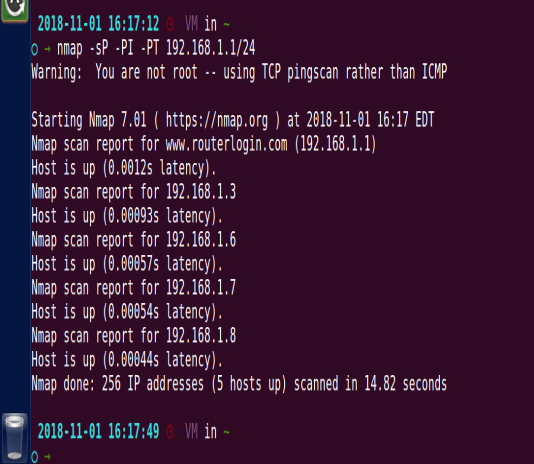 2018-11-01 16:17:12 VM in ~
○ → nmap -sP -PI -PT 192.168.1.1/24
Warning:  You are not root -- using TCP pingscan rather than ICMP
Starting Nmap 7.01 ( https://nmap.org ) at 2018-11-01 16:17 EDT
Nmap scan report for www.routerlogin.com (192.168.1.1)
Host is up (0.0012s latency).
Nmap scan report for 192.168.1.3
Host is up (0.00093s latency).
Nmap scan report for 192.168.1.6
Host is up (0.00057s latency).
Nmap scan report for 192.168.1.7
Host is up (0.00054s latency).
Nmap scan report for 192.168.1.8
Host is up (0.00044s latency).
Nmap done: 256 IP addresses (5 hosts up) scanned in 14.82 seconds
2018-11-01 16:17:49 VM in ~
○ →